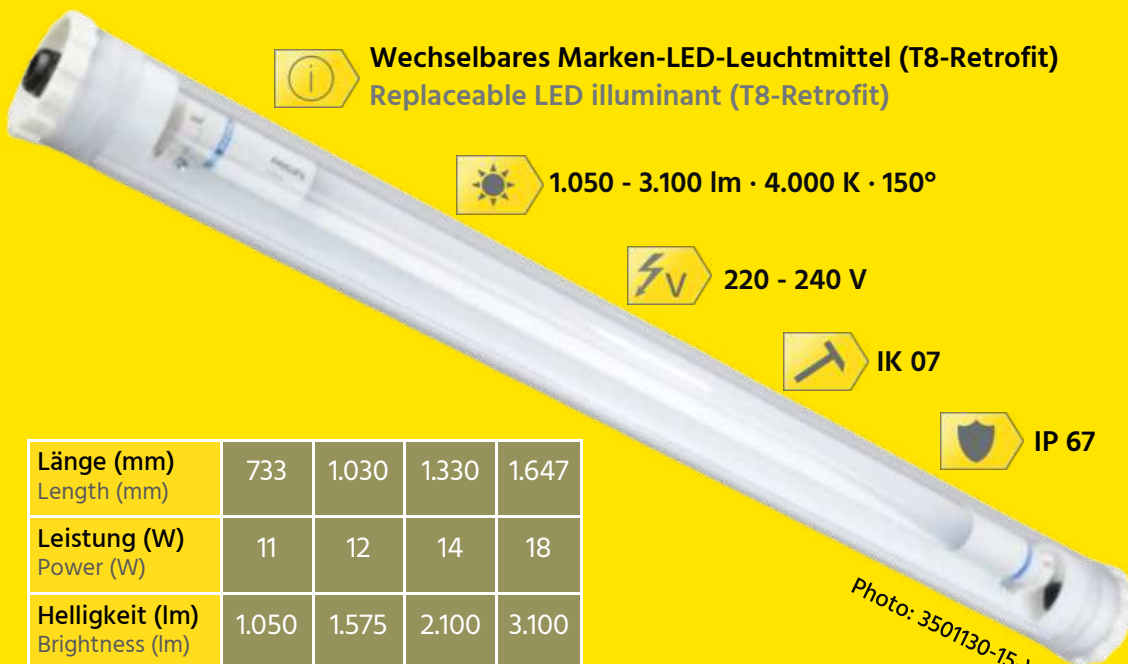 Wechselbares Marken-LED-Leuchtmittel (T8-Retrofit)
Replaceable LED illuminant (T8-Retrofit)
1.050 - 3.100 lm · 4.000 K · 150°
V 220 - 240 V
IK 07
IP 67
Länge (mm) 733 1.030 1.330 1.647
Length (mm)
Leistung (W) 11 12 14 18
Power (W)
Helligkeit (lm) 1.050 1.575 2.100 3.100
Brightness (lm)
Photo: 3501130-15-